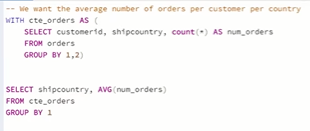 -- We want the average number of orders per customer per country
WITH cte_orders AS (
SELECT customerid, shipcountry, count(*) AS num_orders
FROM orders
GROUP BY 1,2)
SELECT shipcountry, AVG(num_orders)
FROM cte_orders
GROUP BY 1